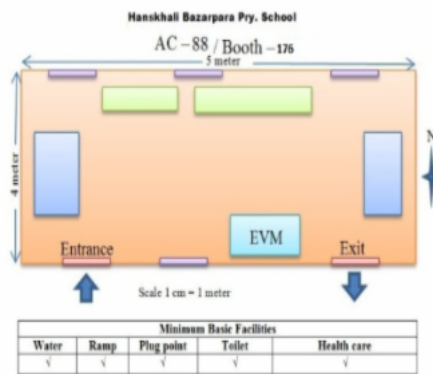 Hanskhali Bazarpara Pry. School
AC – 88 / Booth – 176
5 meter
4 meter
N
EVM
Entrance
Exit
Scale 1 cm = 1 meter
Minimum Basic Facilities
Water Ramp Plug point Toilet Health care
√ √ √ √ √